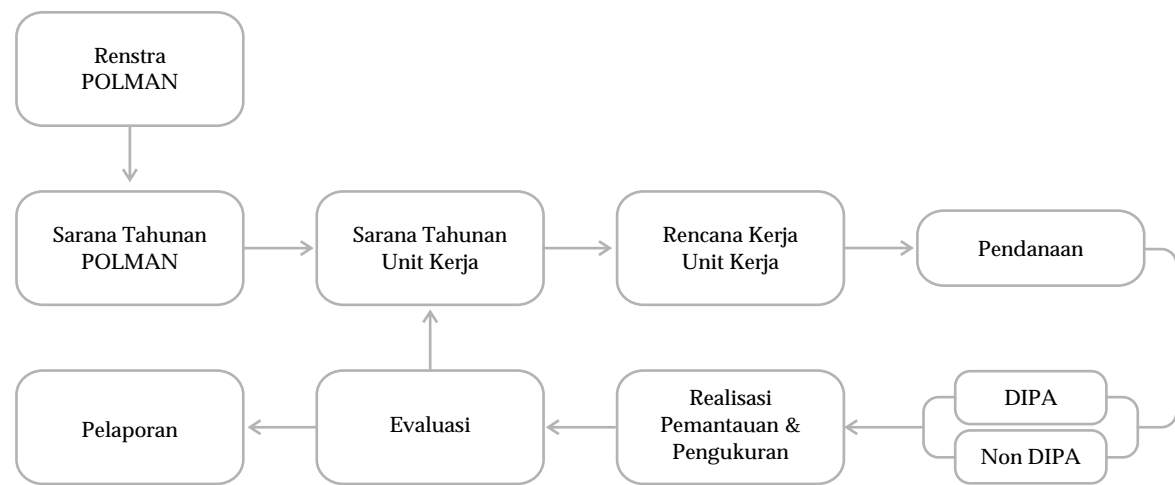 Renstra
POLMAN
Sarana Tahunan
POLMAN
Sarana Tahunan
Unit Kerja
Rencana Kerja
Unit Kerja
Pendanaan
Pelaporan
Evaluasi
Realisasi
Pemantauan &
Pengukuran
DIPA
Non DIPA